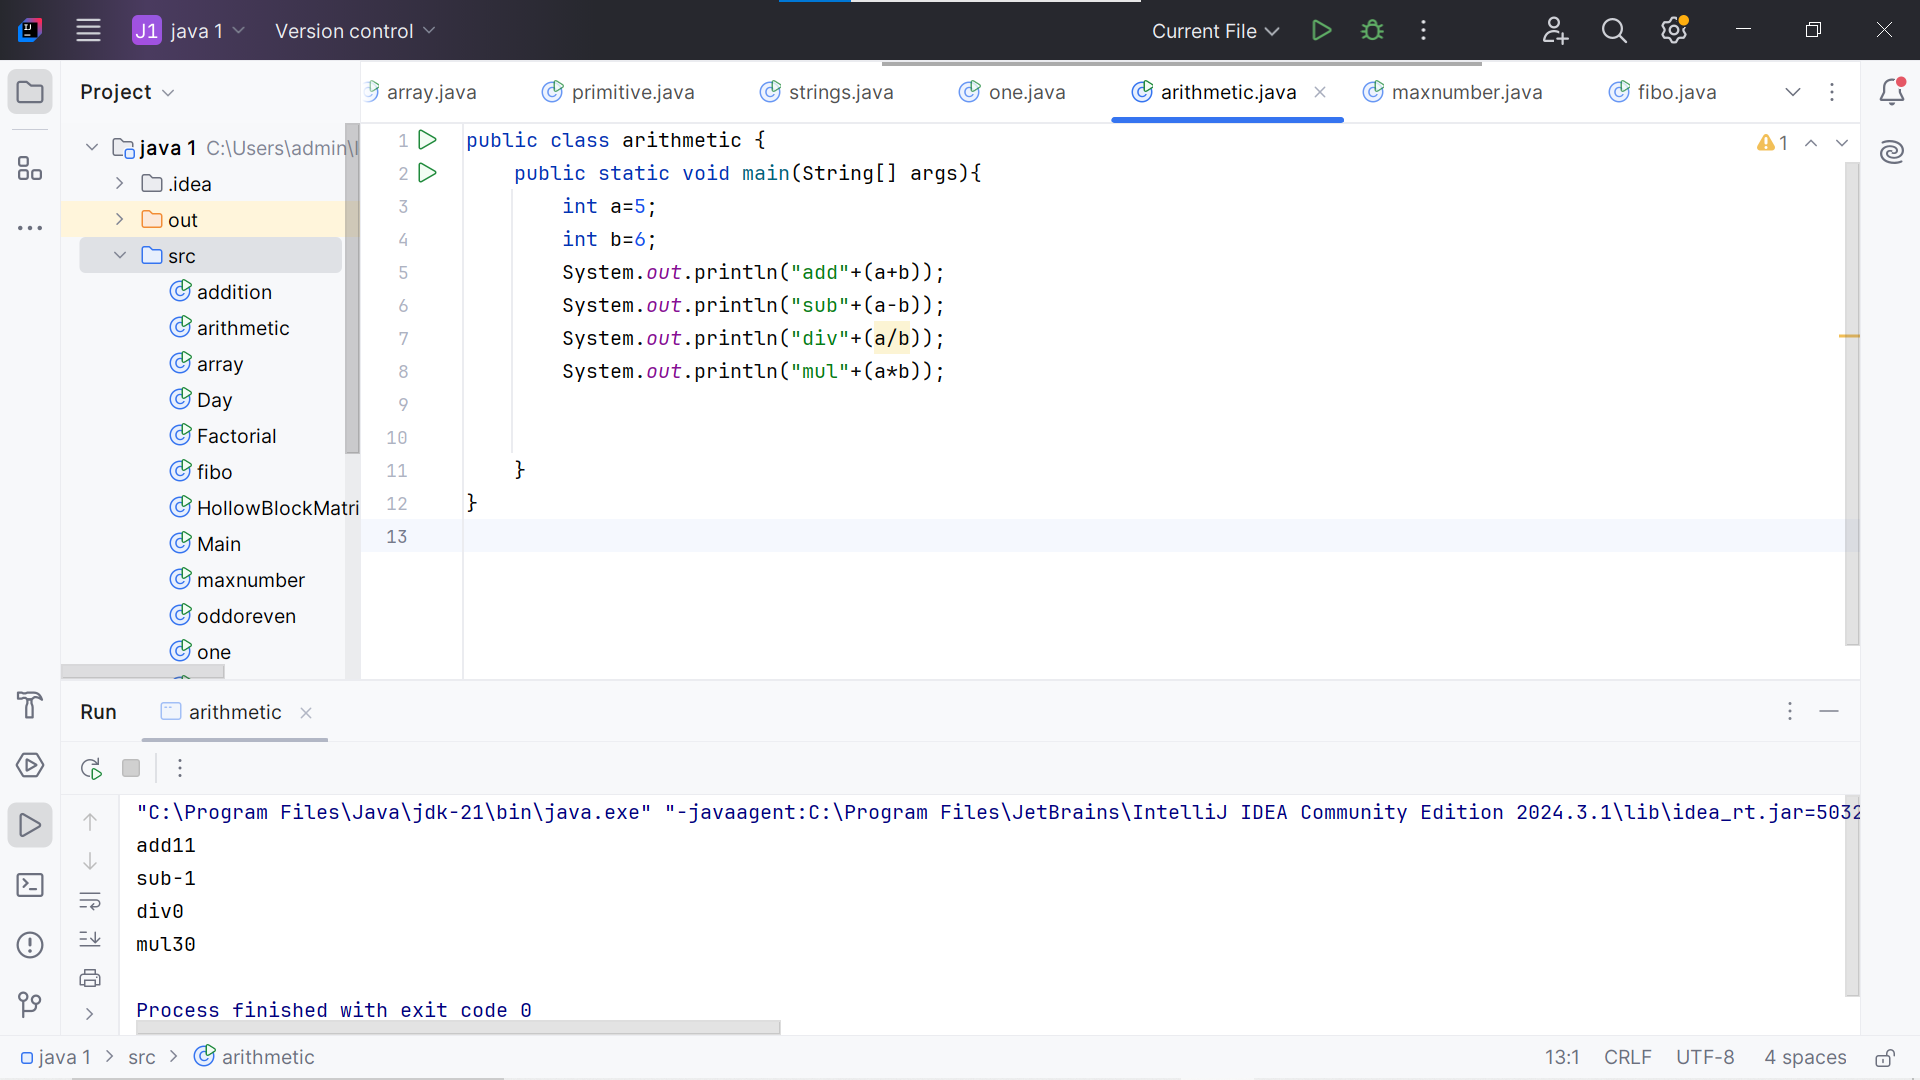 J1 java 1 Version control Current File
Project
array.java primitive.java strings.java one.java arithmetic.java maxnumber.java fibo.java
java 1 C:\Users\admin\I
.idea
out
src
addition
arithmetic
array
Day
Factorial
fibo
HollowBlockMatri
Main
maxnumber
oddoreven
one
1 public class arithmetic {
2     public static void main(String[] args){
3         int a=5;
4         int b=6;
5         System.out.println("add"+(a+b));
6         System.out.println("sub"+(a-b));
7         System.out.println("div"+(a/b));
8         System.out.println("mul"+(a*b));
9
10
11     }
12 }
13
1
Run arithmetic
"C:\Program Files\Java\jdk-21\bin\java.exe" "-javaagent:C:\Program Files\JetBrains\IntelliJ IDEA Community Edition 2024.3.1\lib\idea_rt.jar=5032
add11
sub-1
div0
mul30
Process finished with exit code 0
java 1 > src > arithmetic 13:1 CRLF UTF-8 4 spaces